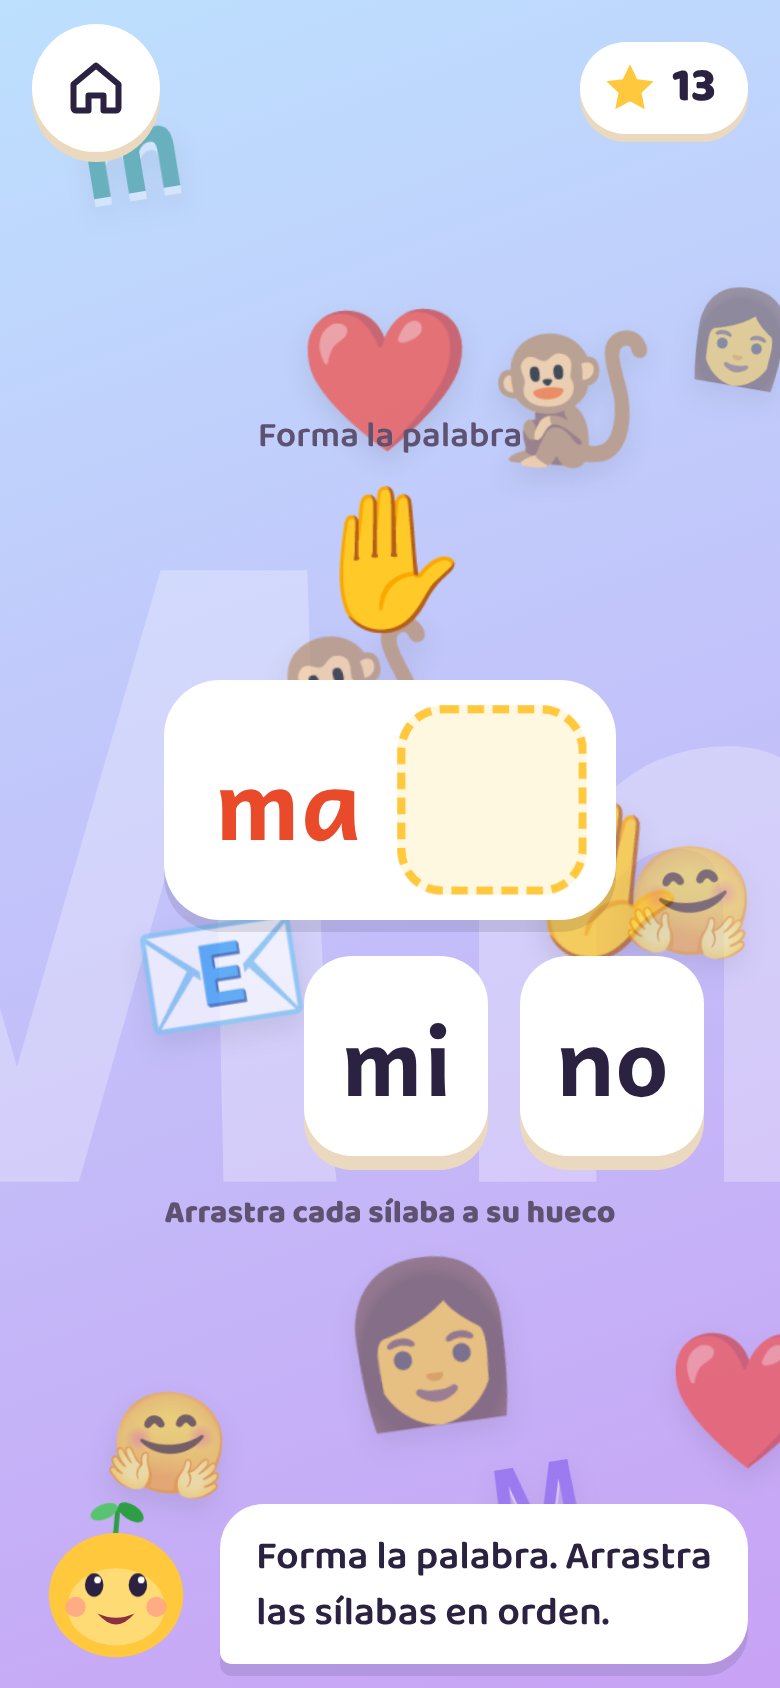 13
m
Forma la palabra
ma
E
mi
no
Arrastra cada sílaba a su hueco
M
Forma la palabra. Arrastra
las sílabas en orden.